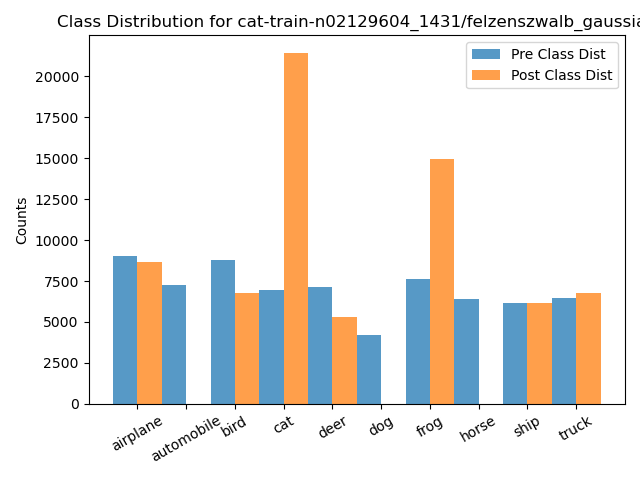 Class Distribution for cat-train-n02129604_1431/felzenszwalb_gaussia
Pre Class Dist
Post Class Dist
Counts
20000
17500
15000
12500
10000
7500
5000
2500
0
airplane
automobile
bird
cat
deer
dog
frog
horse
ship
truck